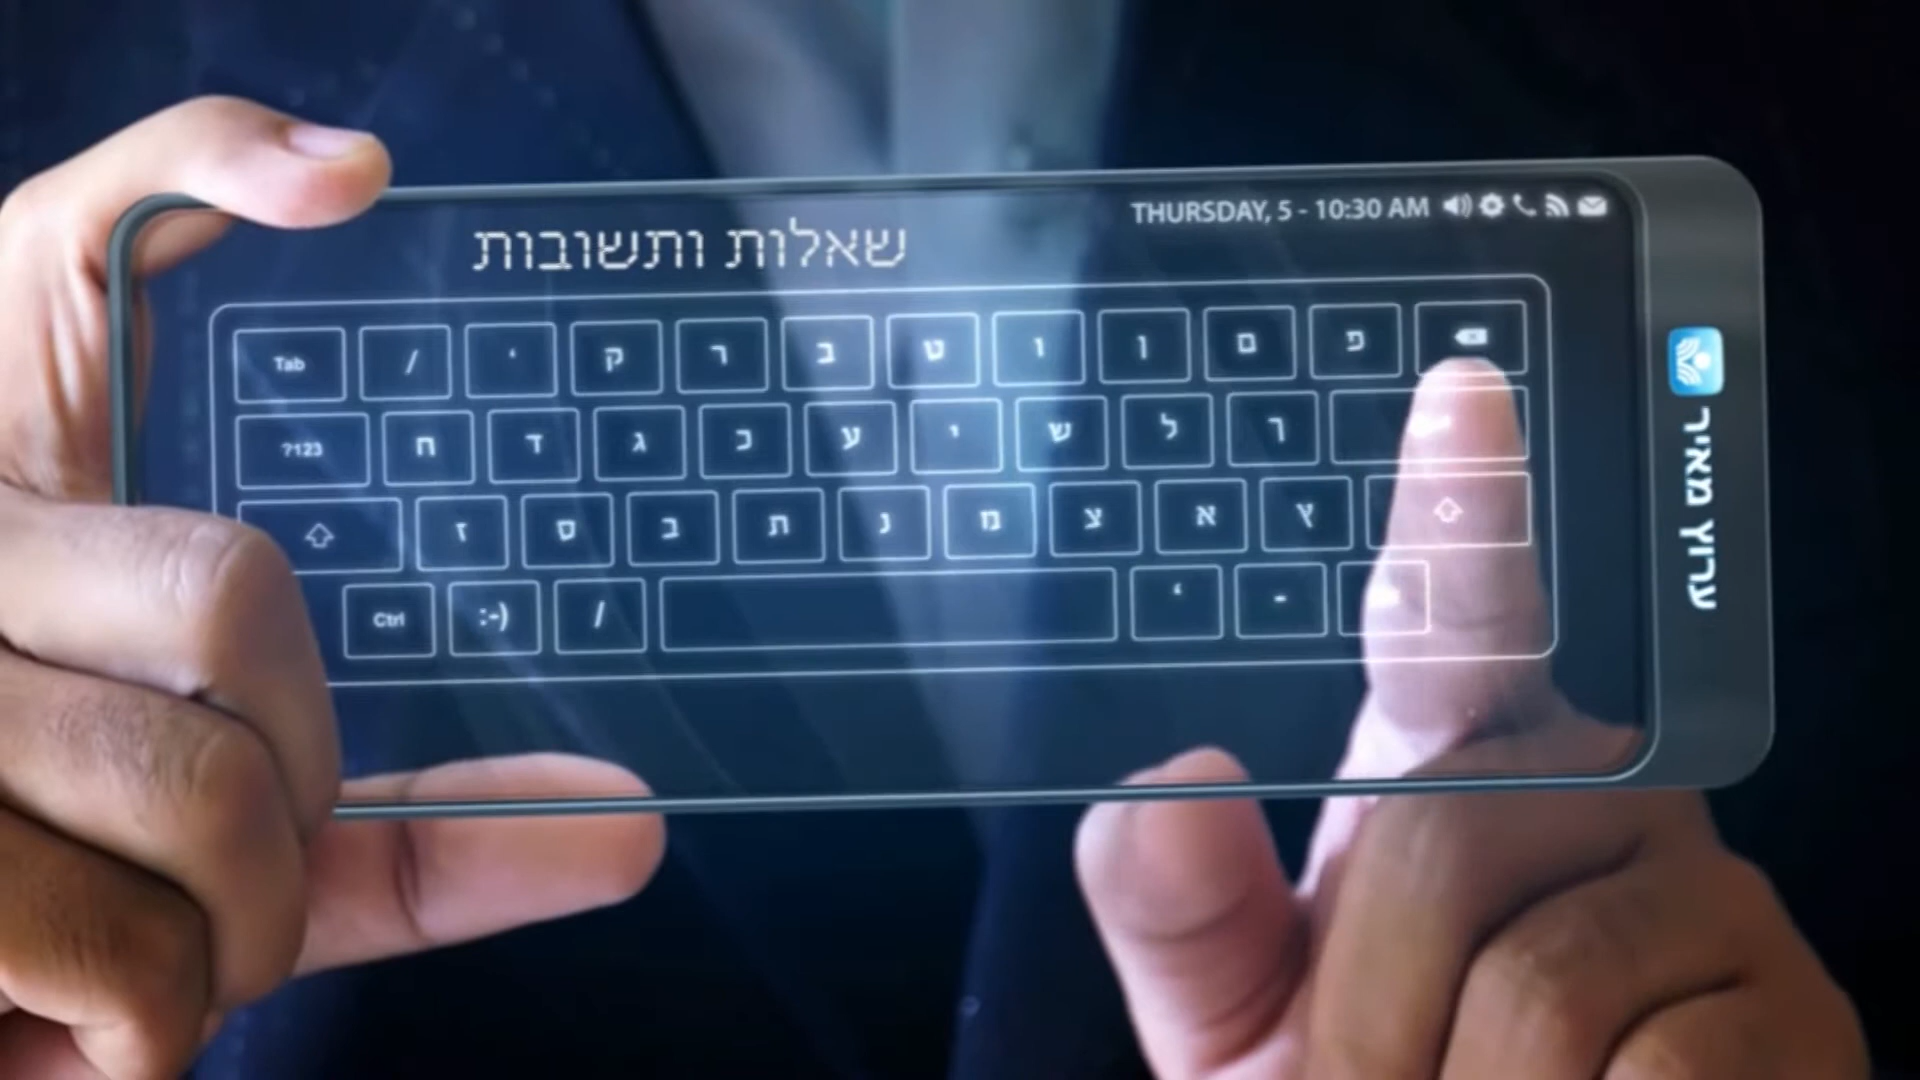 THURSDAY, 5 - 10:30 AM
שאלות ותשובות
Tab / ' ק ר ב ט ו ן ם פ
?123 ח ד ג כ ע י ש ל ך
ז ס ב ת נ מ צ א ץ
Ctrl :-) / ' -
ערוץ מאיר